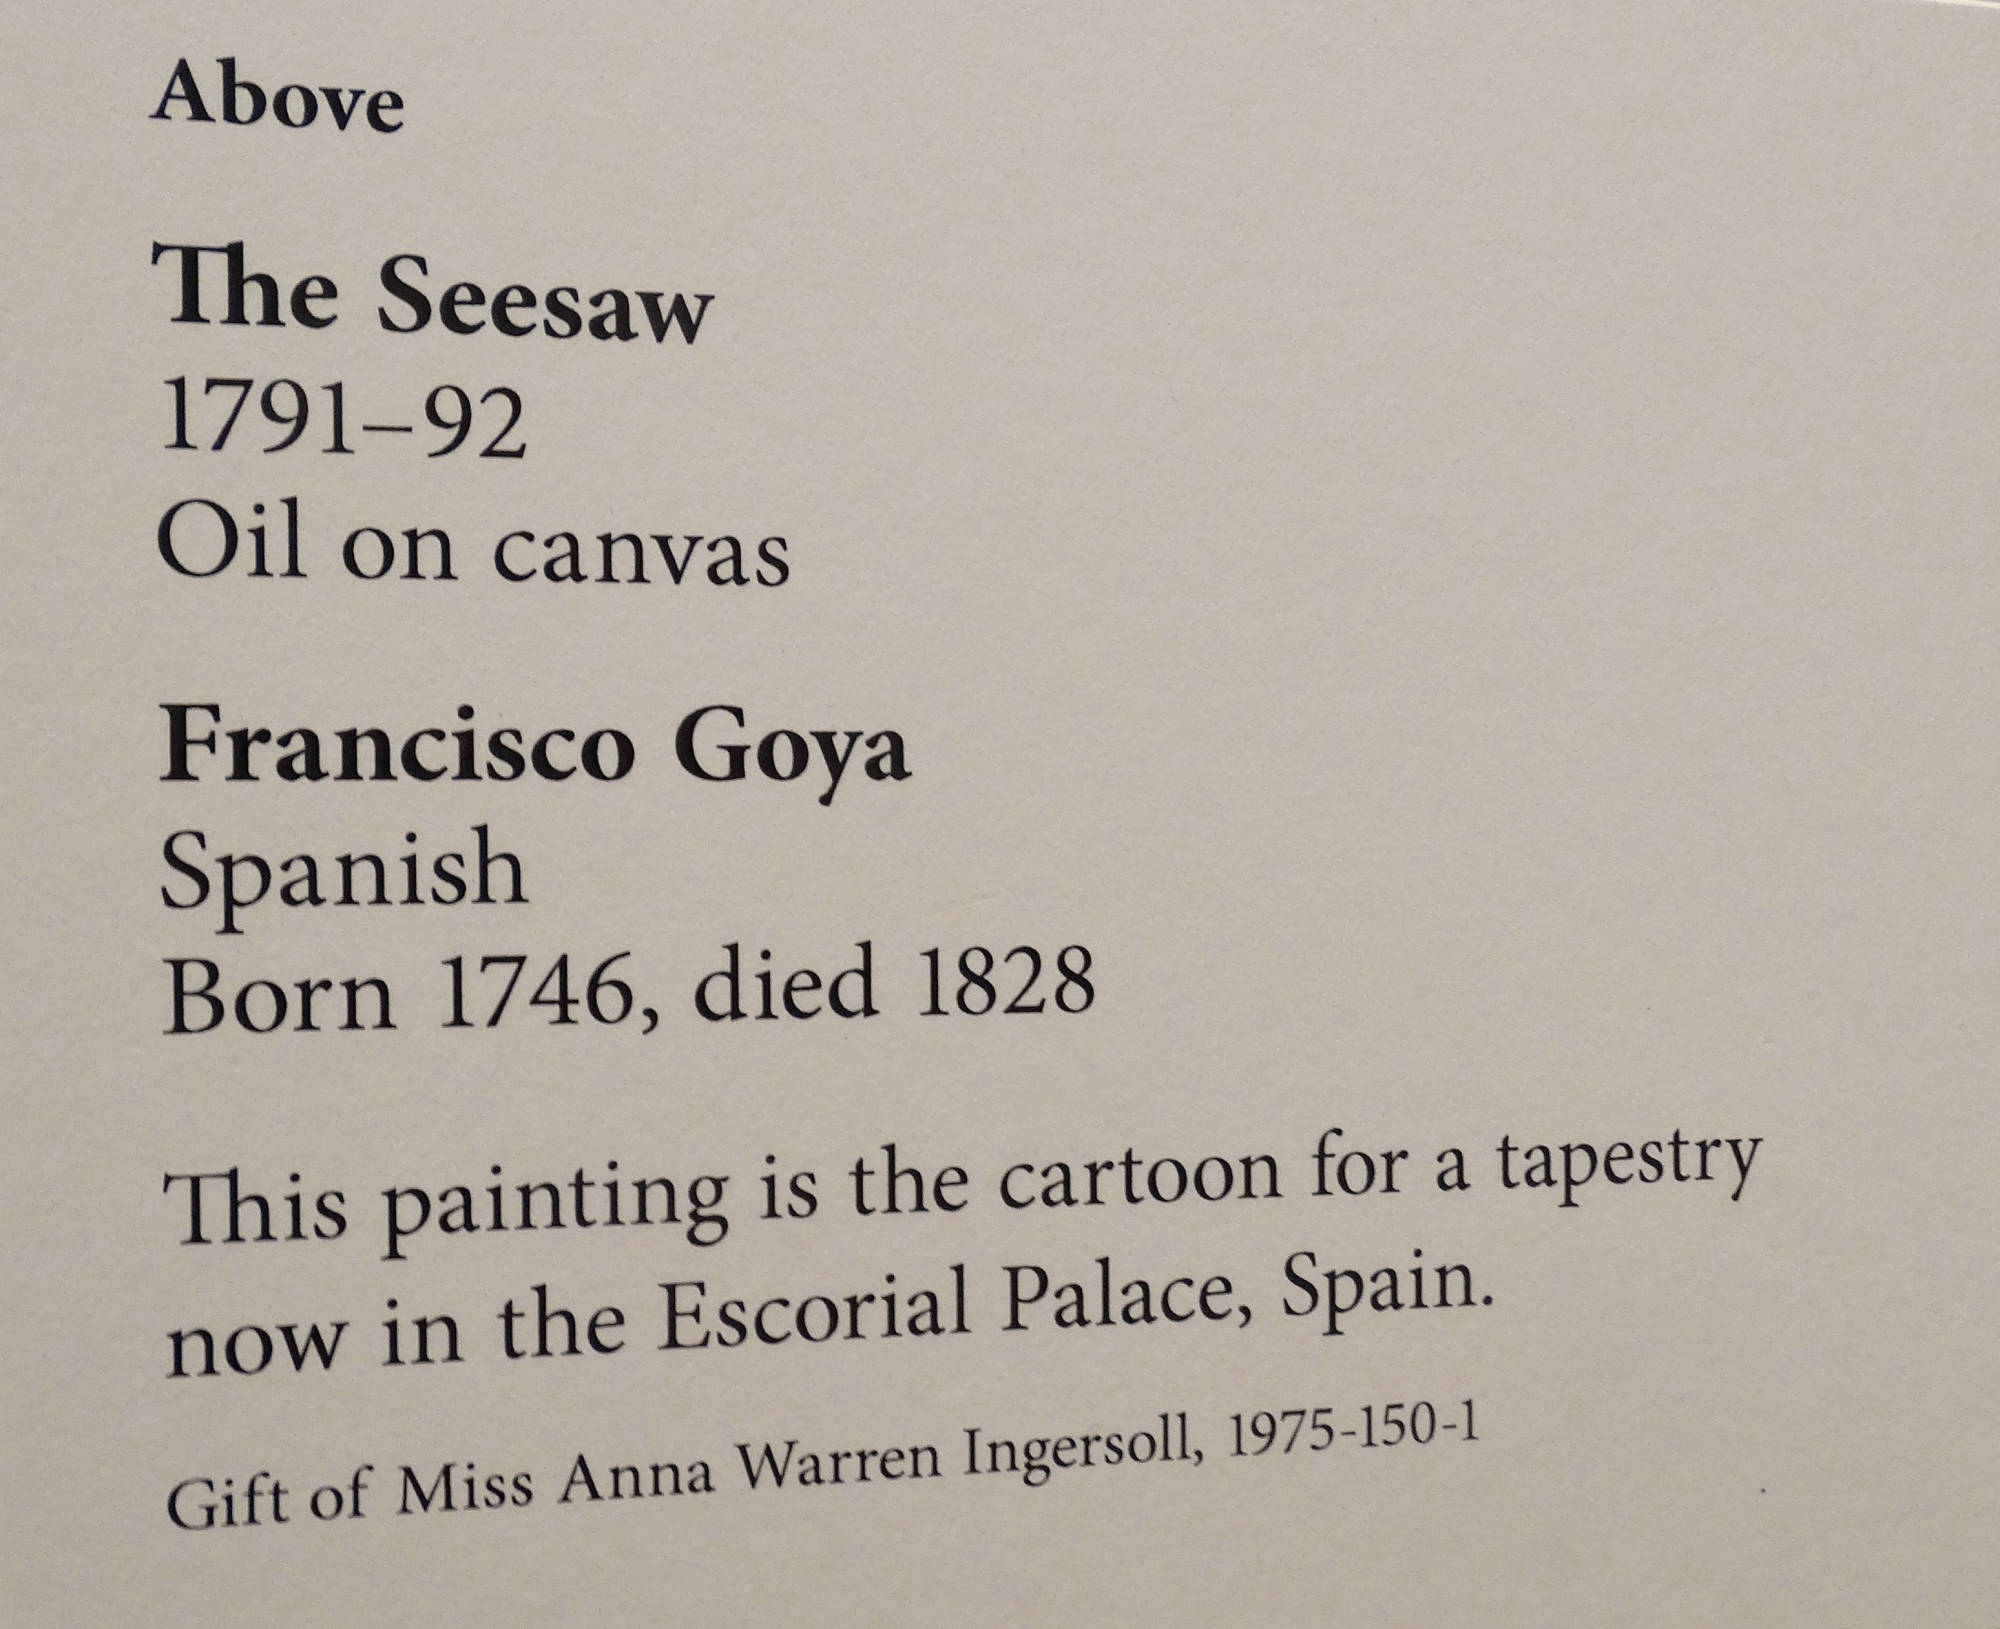 Above
The Seesaw
1791–92
Oil on canvas
Francisco Goya
Spanish
Born 1746, died 1828
This painting is the cartoon for a tapestry
now in the Escorial Palace, Spain.
Gift of Miss Anna Warren Ingersoll, 1975-150-1